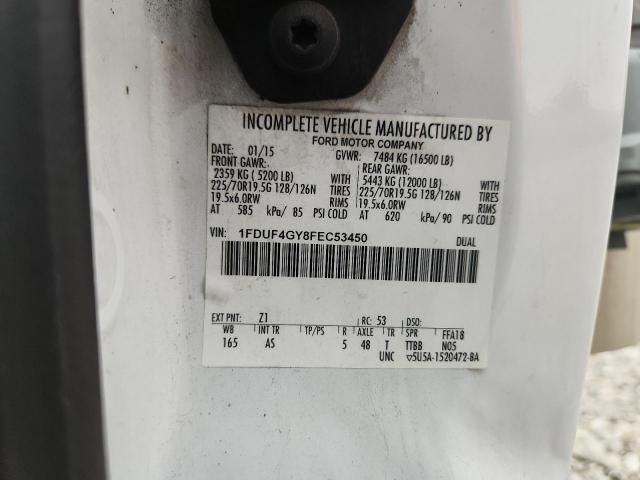 INCOMPLETE VEHICLE MANUFACTURED BY
FORD MOTOR COMPANY
DATE: 01/15 GVWR: 7484 KG (16500 LB)
FRONT GAWR: REAR GAWR:
2359 KG ( 5200 LB) WITH 5443 KG (12000 LB) WITH
225/70R19.5G 128/126N TIRES 225/70R19.5G 128/126N TIRES
19.5x6.0RW RIMS 19.5x6.0RW RIMS
AT 585 kPa/ 85 PSI COLD AT 620 kPa/ 90 PSI COLD
VIN: 1FDUF4GY8FEC53450 DUAL
EXT PNT: Z1 RC: 53 DSO:
WB INT TR TP/PS R AXLE TR SPR FFA18
165 AS 5 48 T TTBB N05
UNC ▽5U5A-1520472-BA